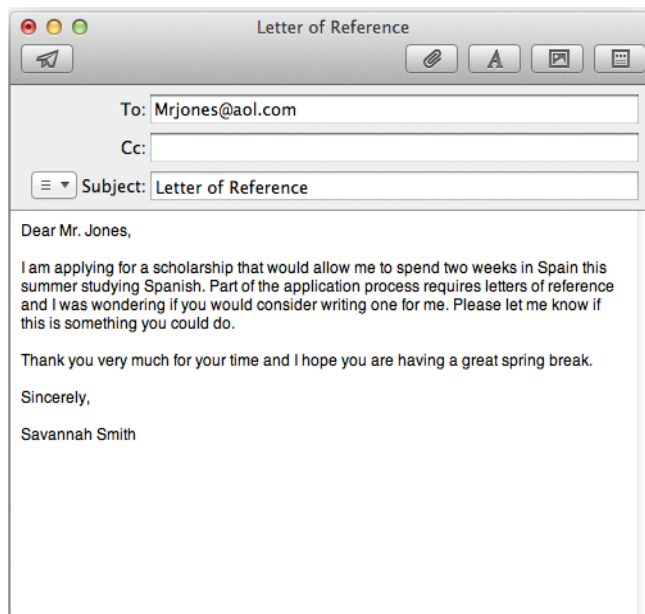 Letter of Reference
To: Mrjones@aol.com
Cc:
Subject: Letter of Reference
Dear Mr. Jones,
I am applying for a scholarship that would allow me to spend two weeks in Spain this
summer studying Spanish. Part of the application process requires letters of reference
and I was wondering if you would consider writing one for me. Please let me know if
this is something you could do.
Thank you very much for your time and I hope you are having a great spring break.
Sincerely,
Savannah Smith